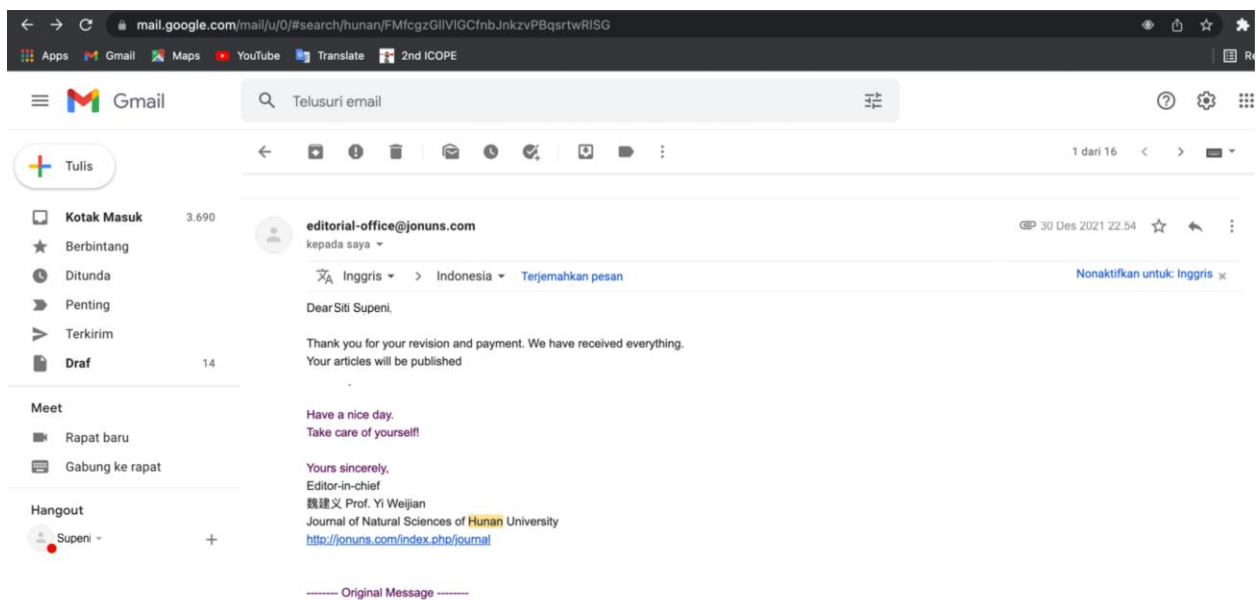 mail.google.com/mail/u/0/#search/hunan/FMfcgzGllVlGCfnbJnkzvPBqsrtwRlSG
Apps Gmail Maps YouTube Translate 2nd ICOPE Re
Gmail Telusuri email
Tulis 1 dari 16
Kotak Masuk 3.690
Berbintang
Ditunda
Penting
Terkirim
Draf 14
Meet
Rapat baru
Gabung ke rapat
Hangout
Supeni
editorial-office@jonuns.com 30 Des 2021 22.54
kepada saya
Inggris > Indonesia Terjemahkan pesan Nonaktifkan untuk: Inggris ×
Dear Siti Supeni,
Thank you for your revision and payment. We have received everything.
Your articles will be published
Have a nice day.
Take care of yourself!
Yours sincerely,
Editor-in-chief
魏建义 Prof. Yi Weijian
Journal of Natural Sciences of Hunan University
http://jonuns.com/index.php/journal
-------- Original Message --------